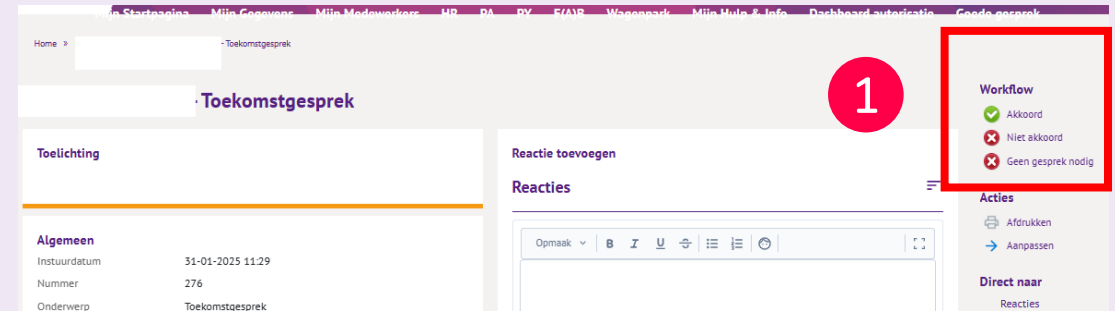 Mijn Startpagina Mijn Gegevens Mijn Medewerkers HR PA PY E(A)R Wagenpark Mijn Hulp & Info Dashboard autorisatie Goede gesprek
Home » - Toekomstgesprek
- Toekomstgesprek
1
Workflow
Akkoord
Niet akkoord
Geen gesprek nodig
Toelichting
Reactie toevoegen
Reacties
Acties
Afdrukken
Aanpassen
Algemeen
Instuurdatum 31-01-2025 11:29
Nummer 276
Onderwerp Toekomstgesprek
Opmaak B I U S
Direct naar
Reacties